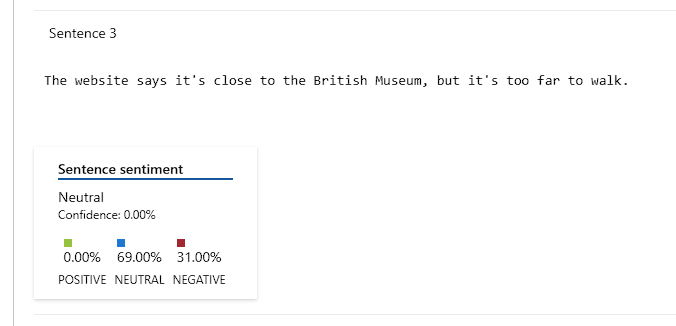 Sentence 3
The website says it's close to the British Museum, but it's too far to walk.
Sentence sentiment
Neutral
Confidence: 0.00%
0.00% 69.00% 31.00%
POSITIVE NEUTRAL NEGATIVE